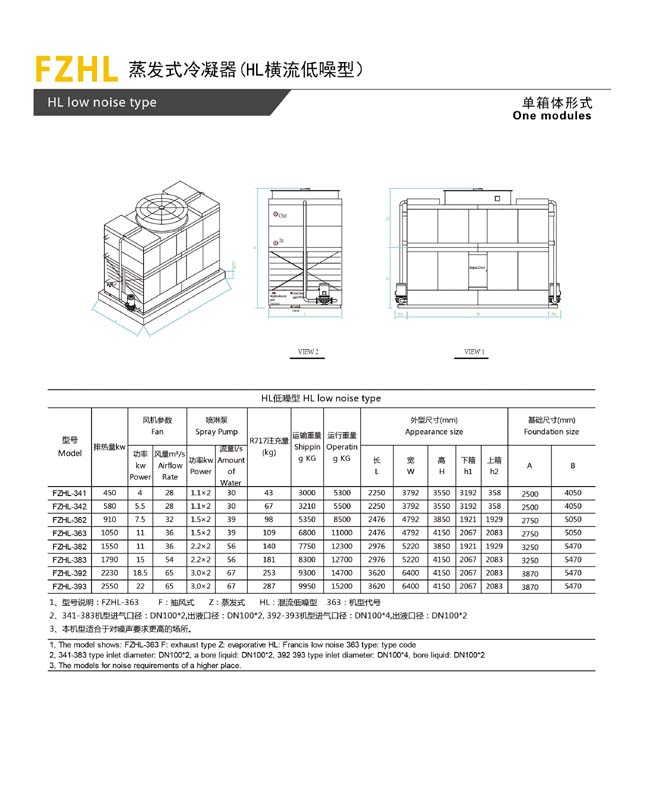 FZHL 蒸发式冷凝器(HL横流低噪型)
HL low noise type
单箱体形式
One modules
Out
In
VIEW 2
VIEW 1
HL低噪型 HL low noise type
型号 Model 排热量kw 风机参数 Fan 喷淋泵 Spray Pump R717注充量 (kg) 运输重量 Shippin g KG 运行重量 Operatin g KG 外型尺寸(mm) Appearance size 基础尺寸(mm) Foundation size
功率 kw Power 风量m³/s Airflow Rate 功率kw Power 流量l/s Amount of Water 长 L 宽 W 高 H 下箱 h1 上箱 h2 A B
FZHL-341 450 4 28 1.1×2 30 43 3000 5300 2250 3792 3550 3192 358 2500 4050
FZHL-342 580 5.5 28 1.1×2 30 67 3210 5500 2250 3792 3550 3192 358 2500 4050
FZHL-362 910 7.5 32 1.5×2 39 98 5350 8500 2476 4792 3850 1921 1929 2750 5050
FZHL-363 1050 11 36 1.5×2 39 109 6800 11000 2476 4792 4150 2067 2083 2750 5050
FZHL-382 1550 11 36 2.2×2 56 140 7750 12300 2976 5220 3850 1921 1929 3250 5470
FZHL-383 1790 15 54 2.2×2 56 181 8300 12700 2976 5220 4150 2067 2083 3250 5470
FZHL-392 2230 18.5 65 3.0×2 67 253 9300 14700 3620 6400 4150 2067 2083 3870 5470
FZHL-393 2550 22 65 3.0×2 67 287 9950 15200 3620 6400 4150 2067 2083 3870 5470
1、型号说明：FZHL-363 F：抽风式 Z：蒸发式 HL：混流低噪型 363：机型代号
2、341-383机型进气口径：DN100*2,出液口径：DN100*2, 392-393机型进气口径：DN100*4,出液口径：DN100*2
3、本机型适合于对噪声要求更高的场所。
1, The model shows: FZHL-363 F: exhaust type Z: evaporative HL: Francis low noise 363 type: type code
2, 341-383 type inlet diameter: DN100*2, a bore liquid: DN100*2, 392 393 type inlet diameter: DN100*4, bore liquid: DN100*2
3, The models for noise requirements of a higher place.